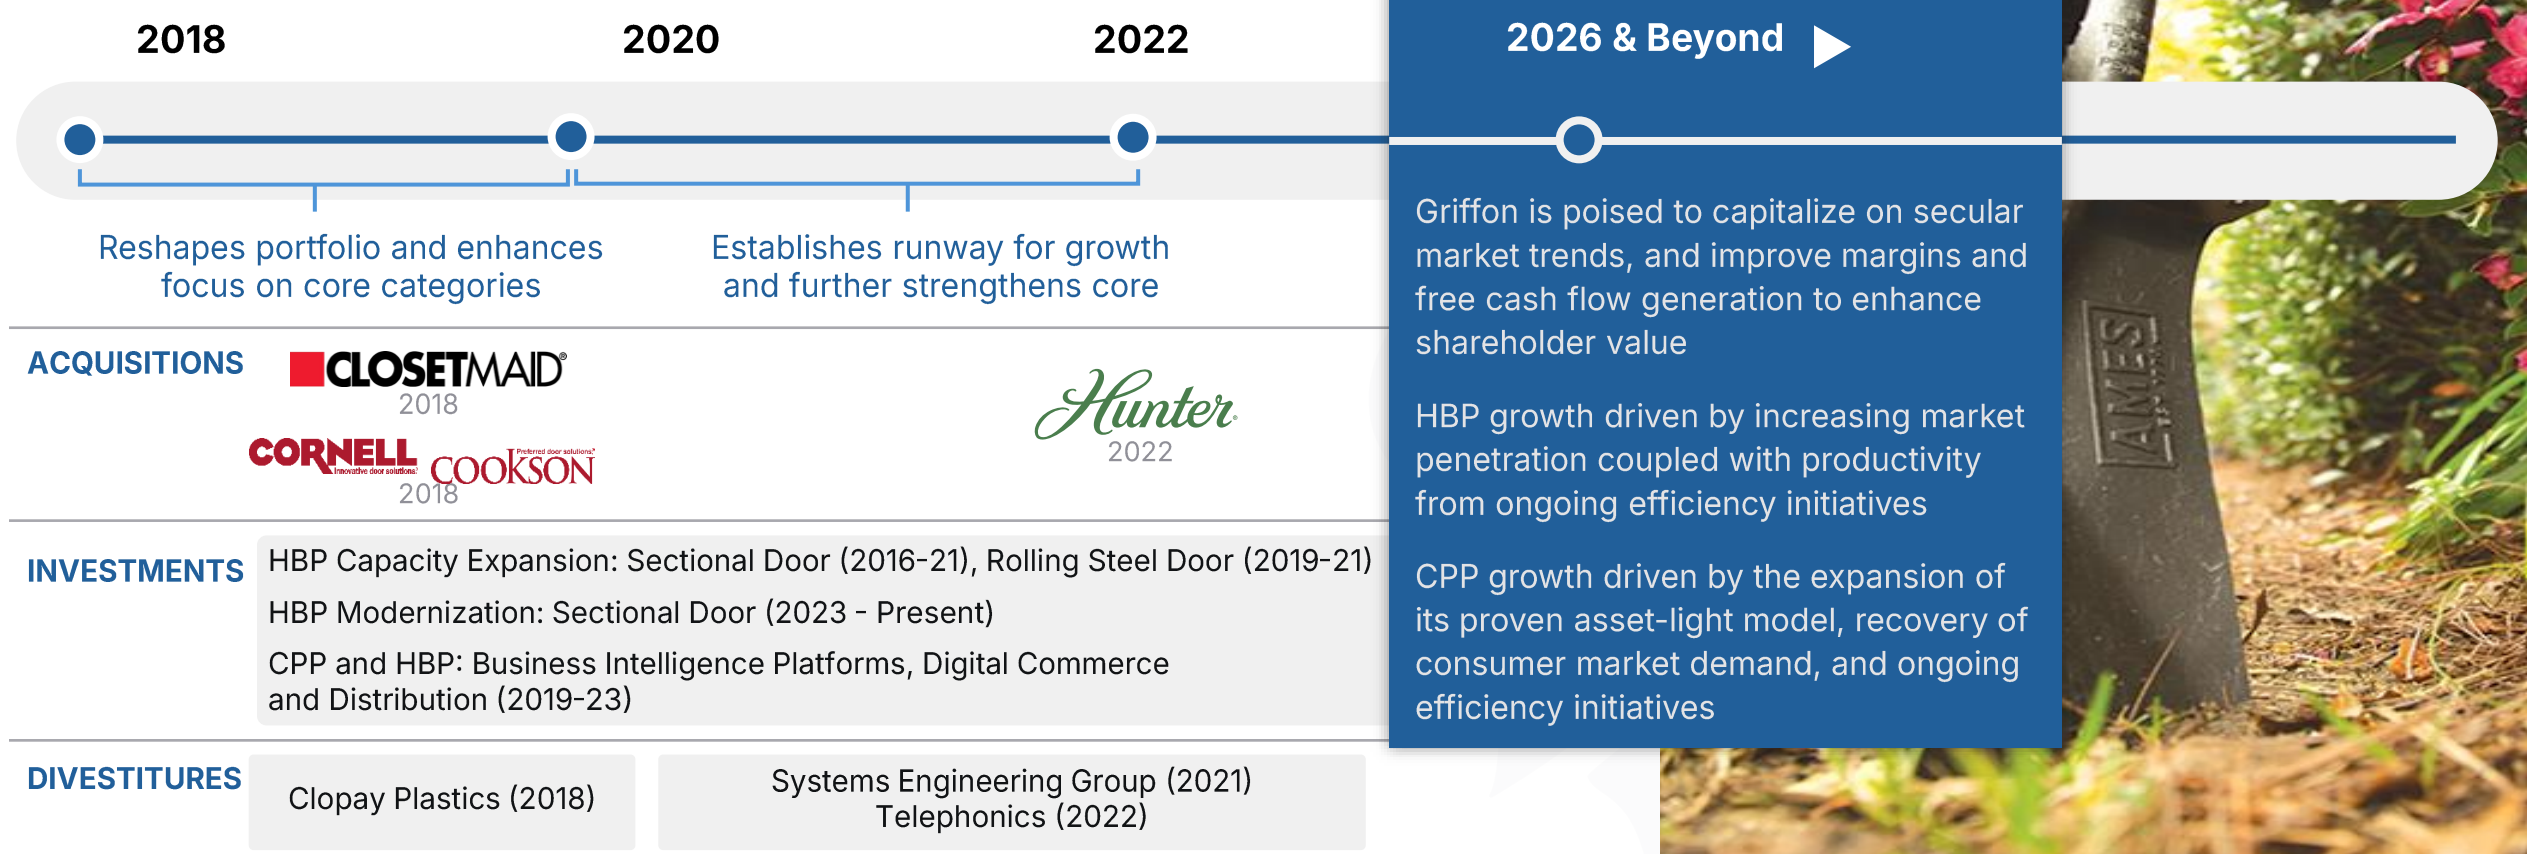 2018
2020
2022
2026 & Beyond
Reshapes portfolio and enhances
focus on core categories
Establishes runway for growth
and further strengthens core
Griffon is poised to capitalize on secular
market trends, and improve margins and
free cash flow generation to enhance
shareholder value
HBP growth driven by increasing market
penetration coupled with productivity
from ongoing efficiency initiatives
CPP growth driven by the expansion of
its proven asset-light model, recovery of
consumer market demand, and ongoing
efficiency initiatives
ACQUISITIONS
CLOSETMAID®
2018
CORNELL
Innovative door solutions.®
Preferred door solutions.®
COOKSON
2018
Hunter®
2022
INVESTMENTS
HBP Capacity Expansion: Sectional Door (2016-21), Rolling Steel Door (2019-21)
HBP Modernization: Sectional Door (2023 - Present)
CPP and HBP: Business Intelligence Platforms, Digital Commerce
and Distribution (2019-23)
DIVESTITURES
Clopay Plastics (2018)
Systems Engineering Group (2021)
Telephonics (2022)
AMES